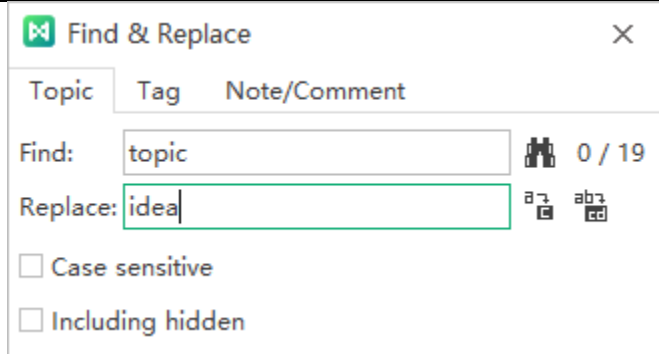 Find & Replace
Topic Tag Note/Comment
Find: topic 0 / 19
Replace: idea
Case sensitive
Including hidden